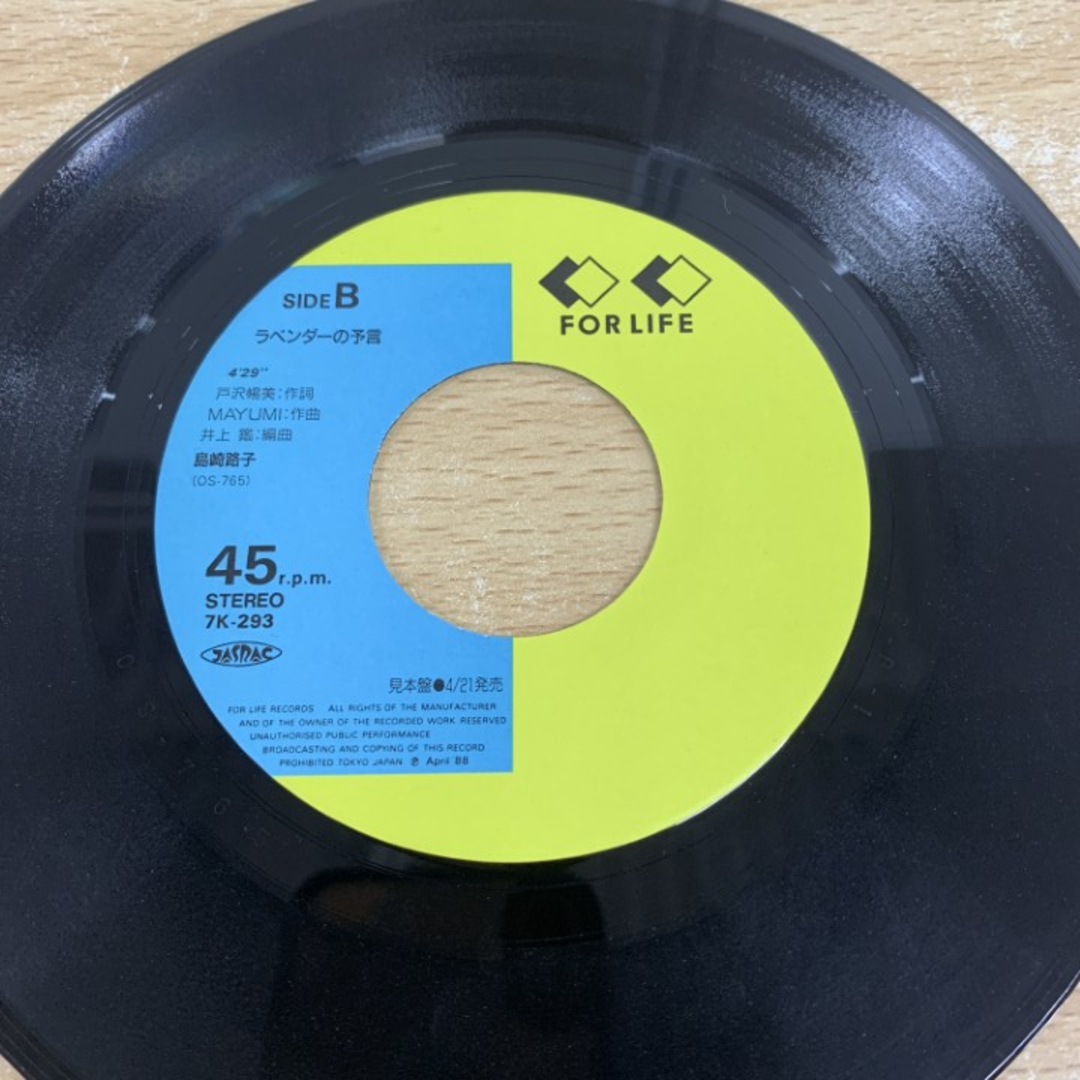 SIDE B
ラベンダーの予言
4'29"
戸沢暢美:作詞
MAYUMI:作曲
井上 鑑:編曲
島崎路子
(OS-765)
45 r.p.m.
STEREO
7K-293
JASRAC
見本盤●4/21発売
FOR LIFE RECORDS ALL RIGHTS OF THE MANUFACTURER
AND OF THE OWNER OF THE RECORDED WORK RESERVED
UNAUTHORISED PUBLIC PERFORMANCE
BROADCASTING AND COPYING OF THIS RECORD
PROHIBITED TOKYO JAPAN ℗ April 88
FOR LIFE